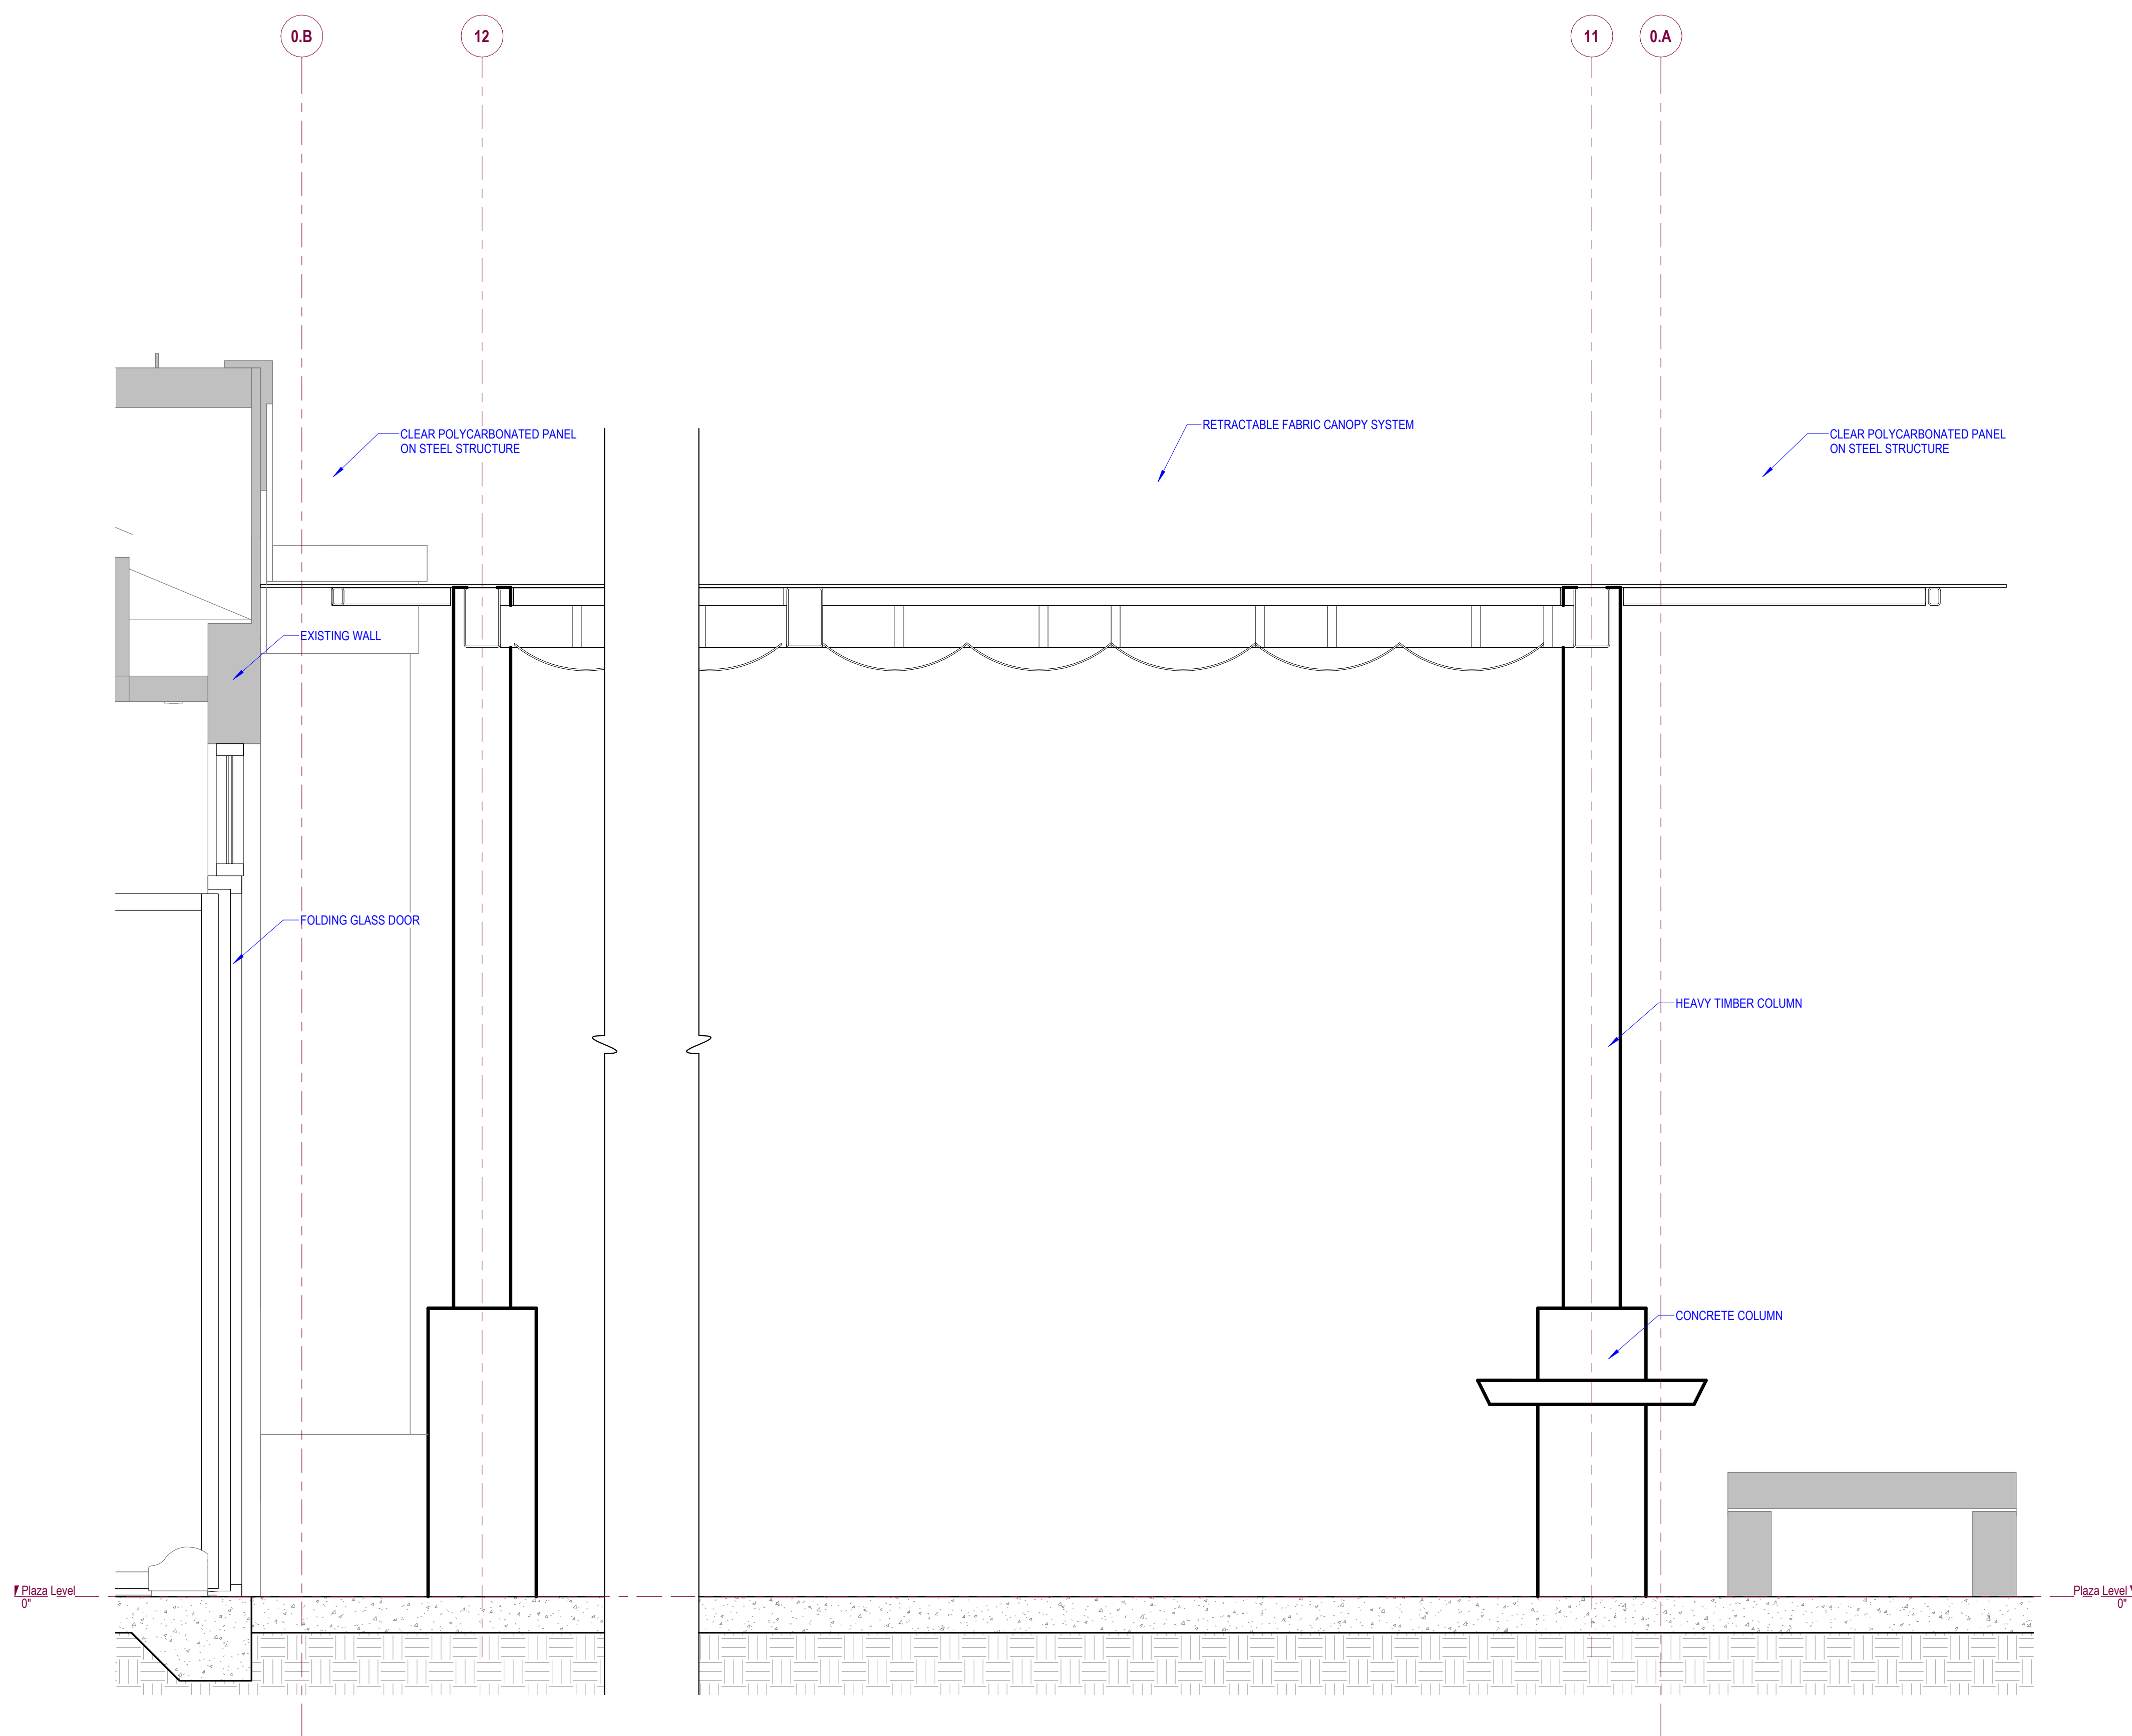 0.B
12
11
0.A
CLEAR POLYCARBONATED PANEL
ON STEEL STRUCTURE
RETRACTABLE FABRIC CANOPY SYSTEM
CLEAR POLYCARBONATED PANEL
ON STEEL STRUCTURE
EXISTING WALL
FOLDING GLASS DOOR
HEAVY TIMBER COLUMN
CONCRETE COLUMN
Plaza Level
0"
Plaza Level
0"